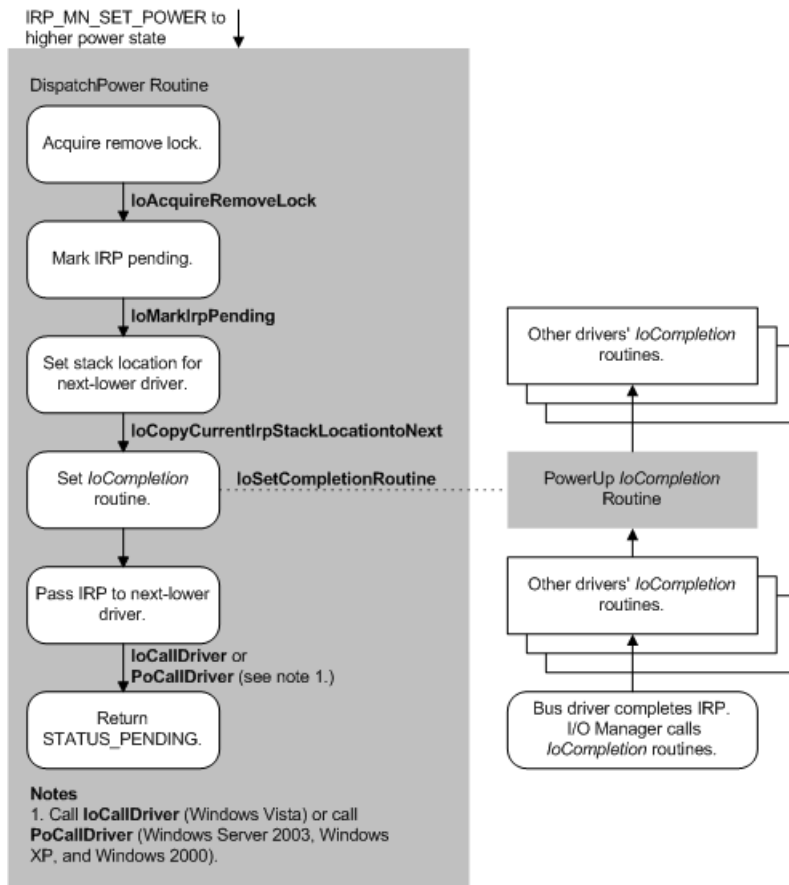 IRP_MN_SET_POWER to
higher power state
DispatchPower Routine
Acquire remove lock.
IoAcquireRemoveLock
Mark IRP pending.
IoMarkIrpPending
Set stack location for
next-lower driver.
IoCopyCurrentIrpStackLocationtoNext
Set IoCompletion
routine.
IoSetCompletionRoutine
Pass IRP to next-lower
driver.
IoCallDriver or
PoCallDriver (see note 1.)
Return
STATUS_PENDING.
Notes
1. Call IoCallDriver (Windows Vista) or call
PoCallDriver (Windows Server 2003, Windows
XP, and Windows 2000).
Other drivers' IoCompletion
routines.
PowerUp IoCompletion
Routine
Other drivers' IoCompletion
routines.
Bus driver completes IRP.
I/O Manager calls
IoCompletion routines.